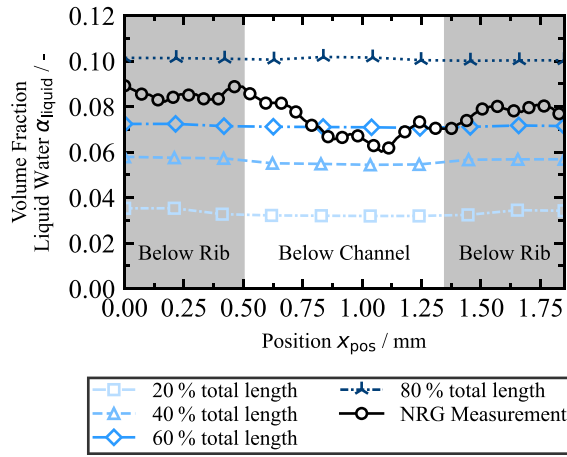 0.12
0.10
0.08
0.06
0.04
0.02
0.00
Volume Fraction
Liquid Water α_liquid / -
Below Rib
Below Channel
Below Rib
0.00 0.25 0.50 0.75 1.00 1.25 1.50 1.75
Position x_pos / mm
20 % total length
40 % total length
60 % total length
80 % total length
NRG Measurement